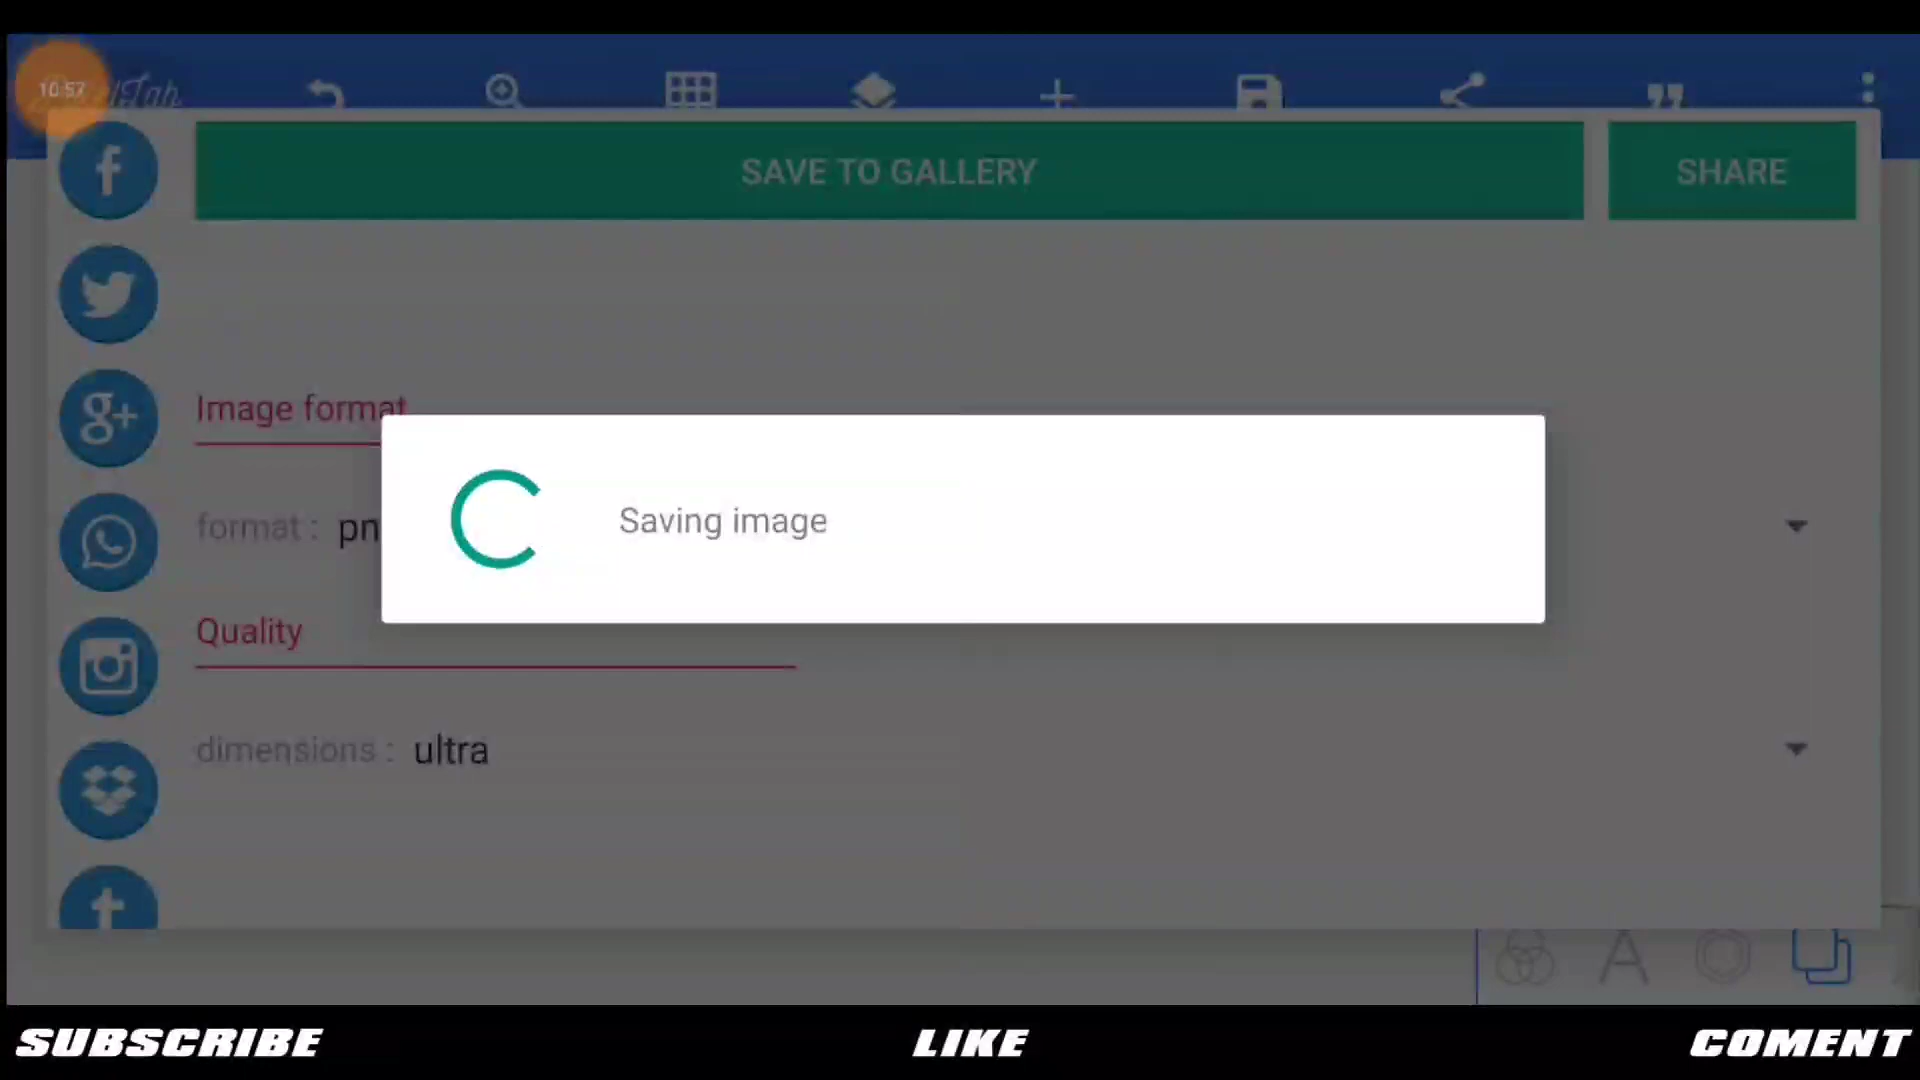 10:57
SAVE TO GALLERY
SHARE
Image format
format : pn
Saving image
Quality
dimensions : ultra
SUBSCRIBE
LIKE
COMENT